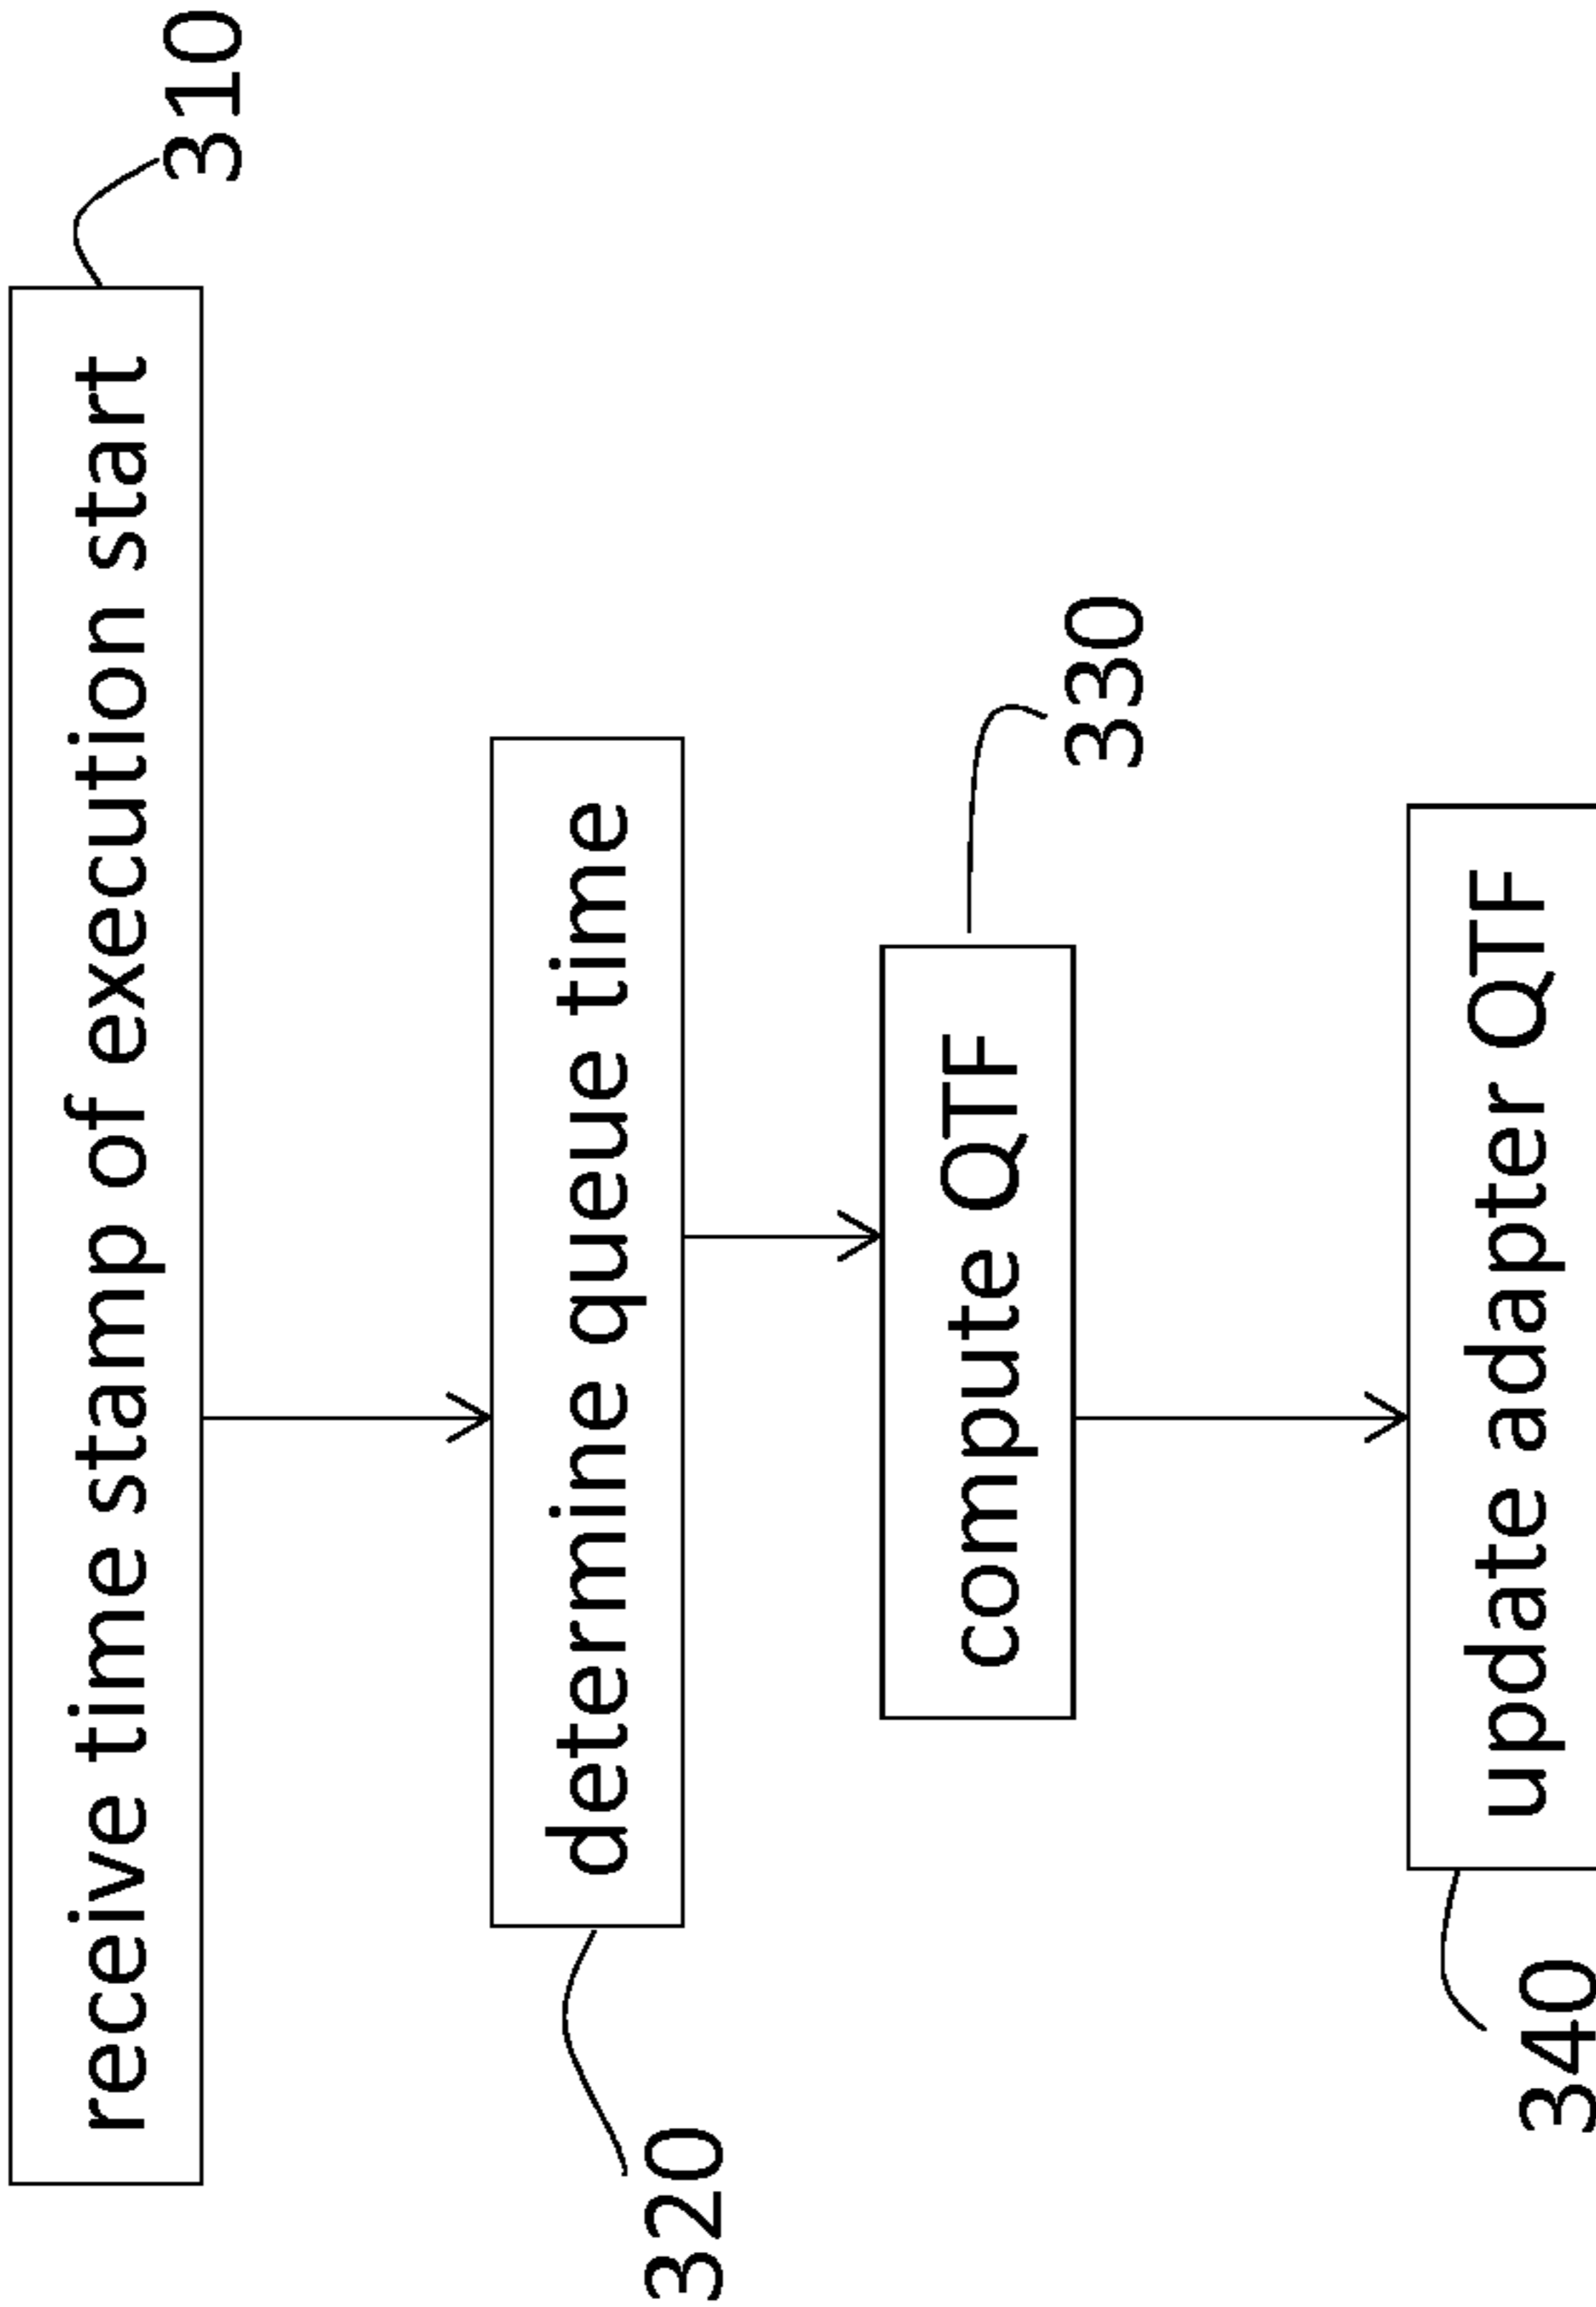 receive time stamp of execution start
310
determine queue time
320
compute QTF
330
update adapter QTF
340